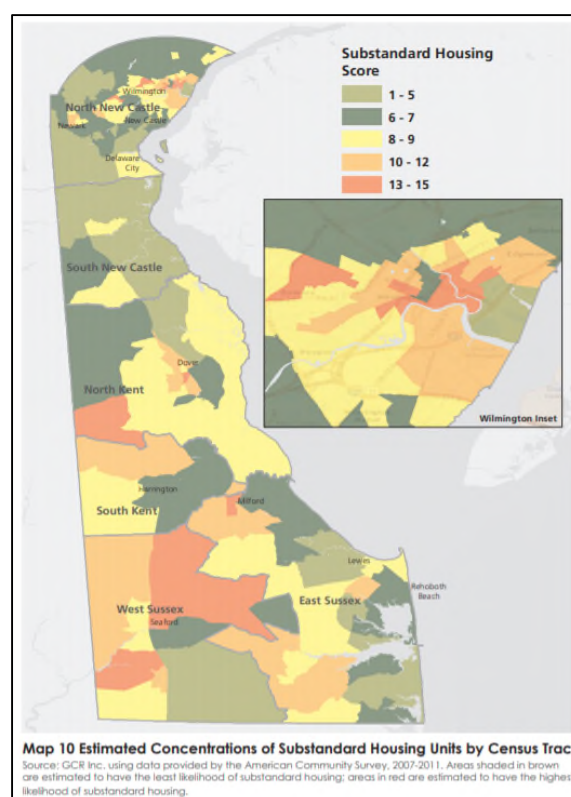 Substandard Housing
Score
1 - 5
6 - 7
8 - 9
10 - 12
13 - 15
Wilmington
North New Castle
Newark
New Castle
Delaware
City
South New Castle
Dover
North Kent
Wilmington Inset
Harrington
South Kent
Milford
Lewes
Rehoboth
Beach
East Sussex
West Sussex
Seaford
Map 10 Estimated Concentrations of Substandard Housing Units by Census Trac
Source: GCR Inc. using data provided by the American Community Survey, 2007-2011. Areas shaded in brown
are estimated to have the least likelihood of substandard housing; areas in red are estimated to have the highes
likelihood of substandard housing.